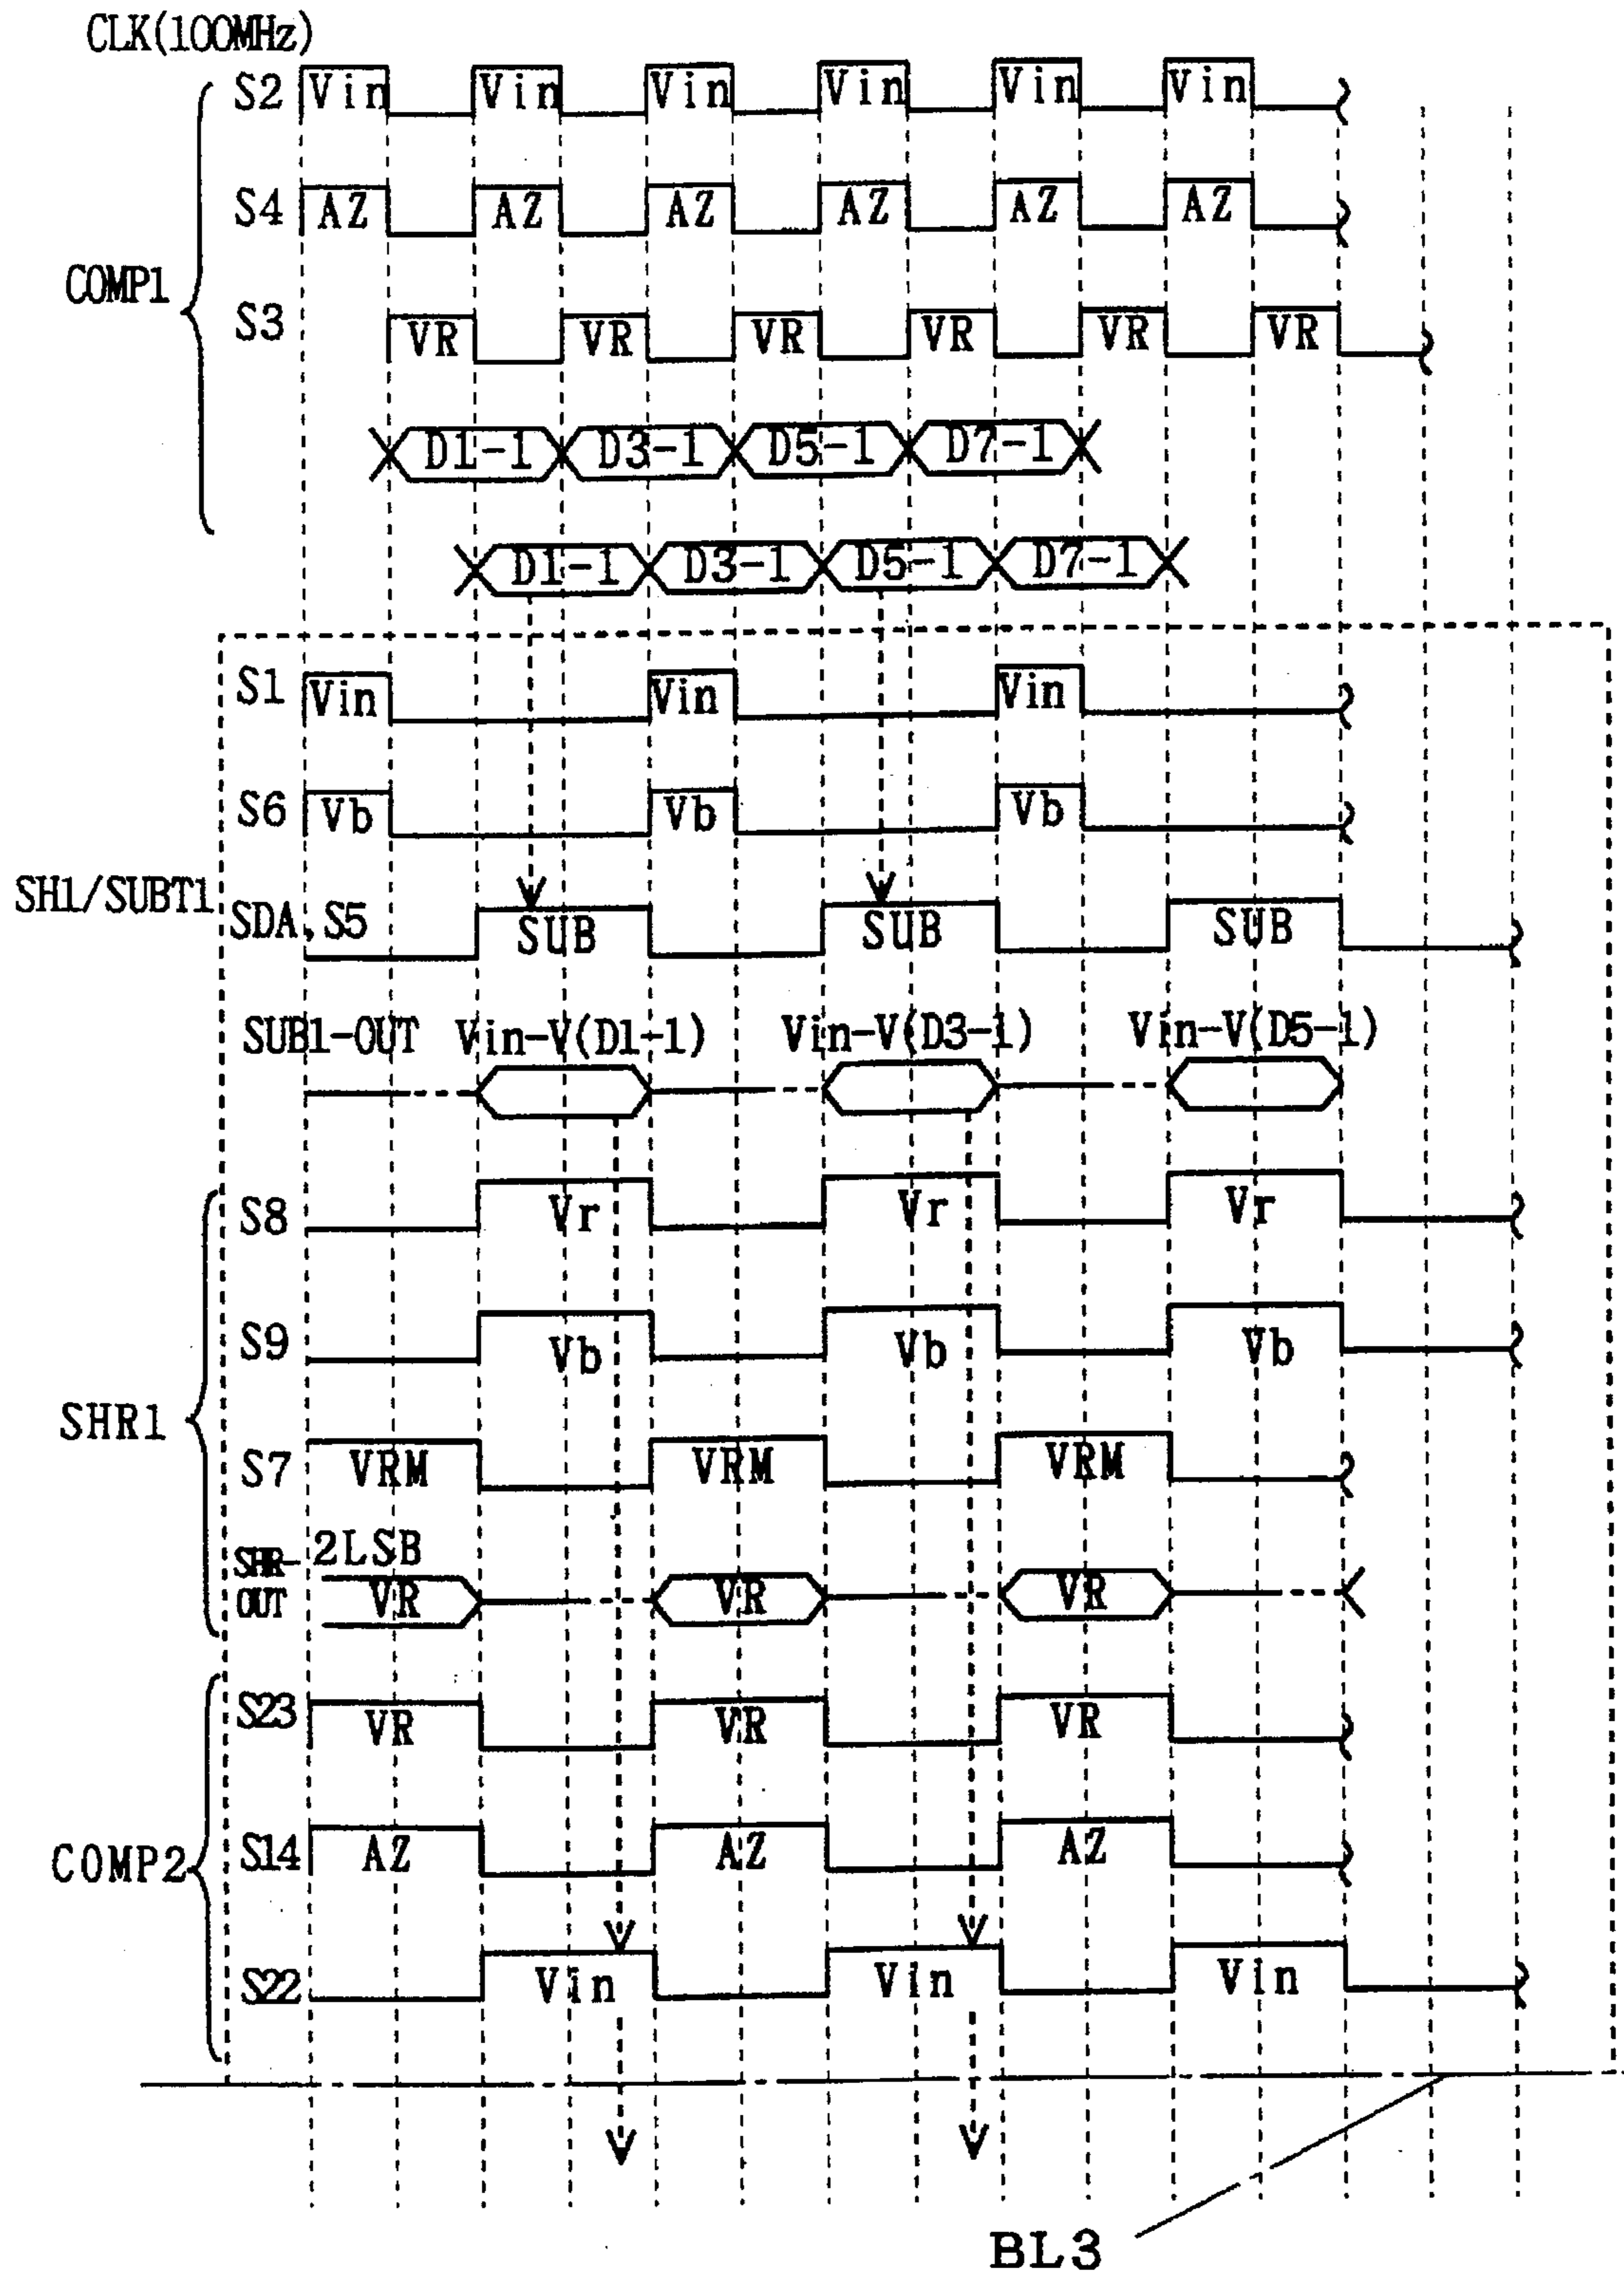 CLK(100MHz)
S2 Vin Vin Vin Vin Vin Vin
S4 AZ AZ AZ AZ AZ AZ
COMP1
S3 VR VR VR VR VR VR
D1-1 D3-1 D5-1 D7-1
D1-1 D3-1 D5-1 D7-1
S1 Vin Vin Vin
S6 Vb Vb Vb
SH1/SUBT1
SDA, S5 SUB SUB SUB
SUB1-OUT Vin-V(D1-1) Vin-V(D3-1) Vin-V(D5-1)
S8 Vr Vr Vr
S9 Vb Vb Vb
SHR1
S7 VRM VRM VRM
SHR-OUT 2LSB
VR VR VR
S23 VR VR VR
COMP2
S14 AZ AZ AZ
S22 Vin Vin Vin
BL3